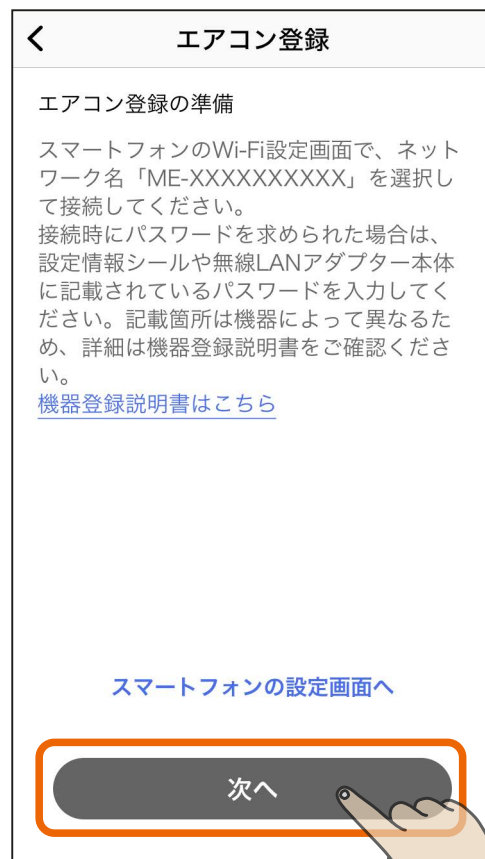 エアコン登録
エアコン登録の準備
スマートフォンのWi-Fi設定画面で、ネット
ワーク名「ME-XXXXXXXXXX」を選択し
て接続してください。
接続時にパスワードを求められた場合は、
設定情報シールや無線LANアダプター本体
に記載されているパスワードを入力してく
ださい。記載箇所は機器によって異なるた
め、詳細は機器登録説明書をご確認くださ
い。
機器登録説明書はこちら
スマートフォンの設定画面へ
次へ